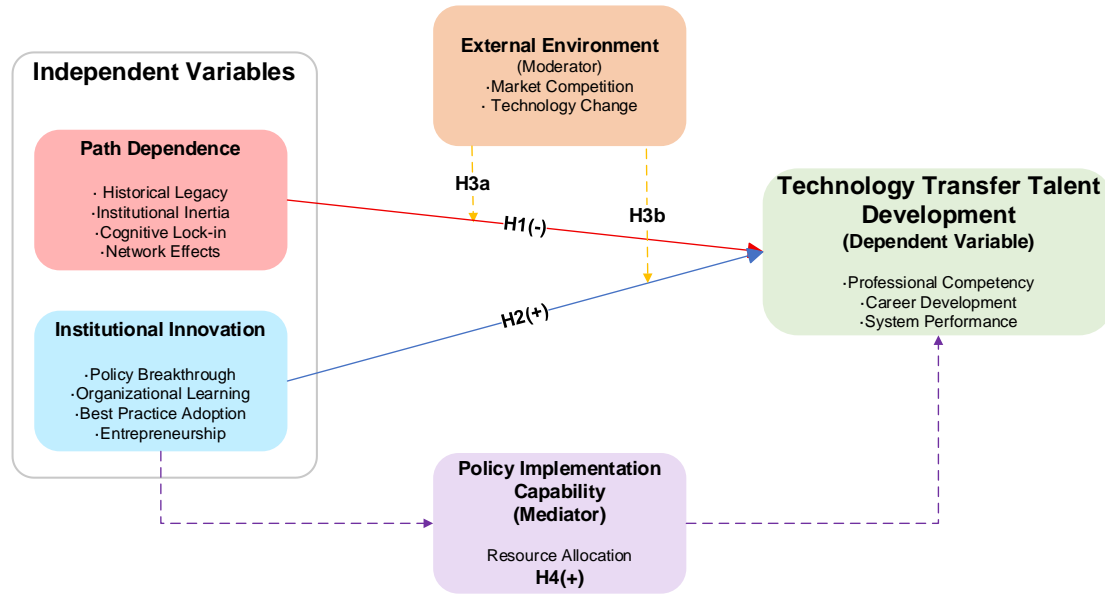 External Environment
(Moderator)
·Market Competition
· Technology Change
Independent Variables
Path Dependence
· Historical Legacy
·Institutional Inertia
·Cognitive Lock-in
· Network Effects
Institutional Innovation
·Policy Breakthrough
·Organizational Learning
·Best Practice Adoption
·Entrepreneurship
H3a
H3b
H1(-)
H2(+)
Technology Transfer Talent
Development
(Dependent Variable)
·Professional Competency
·Career Development
·System Performance
Policy Implementation
Capability
(Mediator)
Resource Allocation
H4(+)